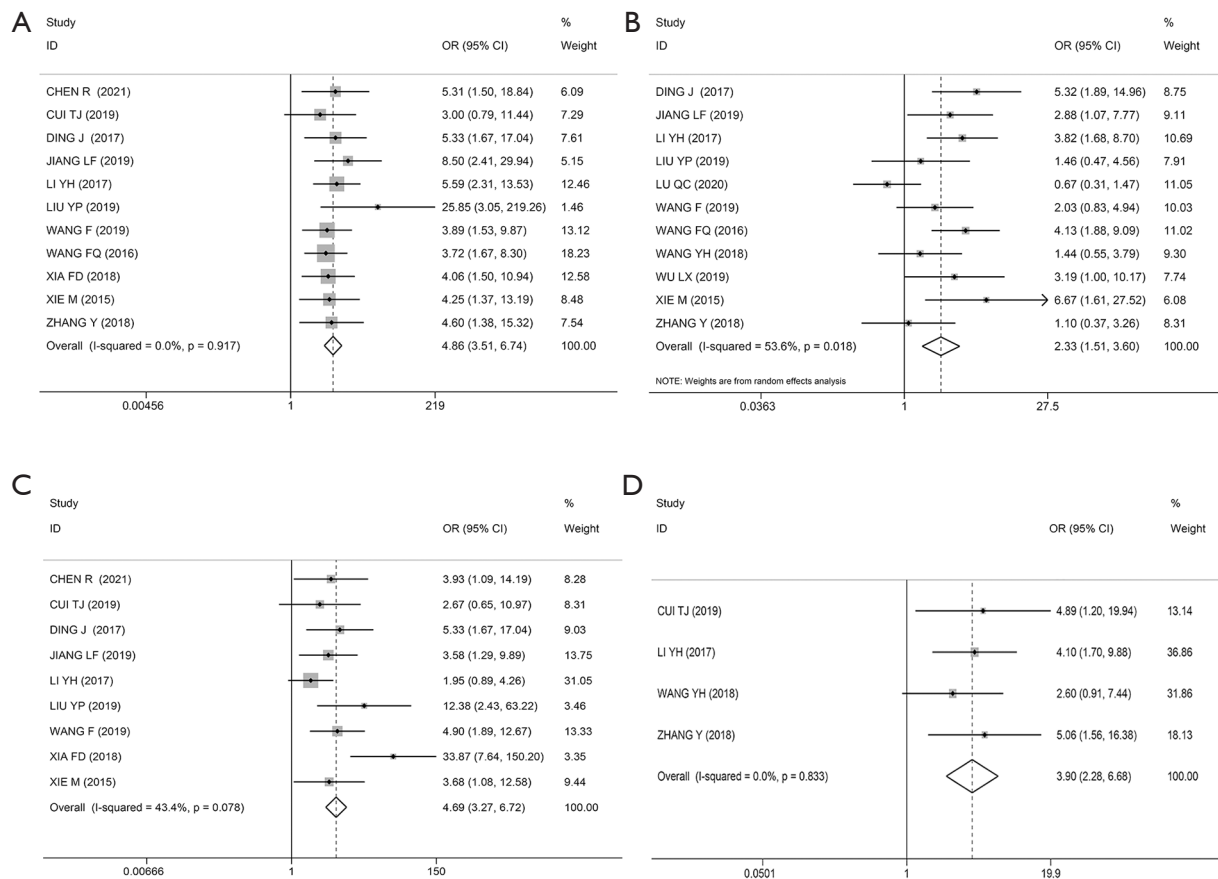 A
Study %
ID OR (95% CI) Weight
CHEN R (2021) 5.31 (1.50, 18.84) 6.09
CUI TJ (2019) 3.00 (0.79, 11.44) 7.29
DING J (2017) 5.33 (1.67, 17.04) 7.61
JIANG LF (2019) 8.50 (2.41, 29.94) 5.15
LI YH (2017) 5.59 (2.31, 13.53) 12.46
LIU YP (2019) 25.85 (3.05, 219.26) 1.46
WANG F (2019) 3.89 (1.53, 9.87) 13.12
WANG FQ (2016) 3.72 (1.67, 8.30) 18.23
XIA FD (2018) 4.06 (1.50, 10.94) 12.58
XIE M (2015) 4.25 (1.37, 13.19) 8.48
ZHANG Y (2018) 4.60 (1.38, 15.32) 7.54
Overall (I-squared = 0.0%, p = 0.917) 4.86 (3.51, 6.74) 100.00
0.00456 1 219
B
Study %
ID OR (95% CI) Weight
DING J (2017) 5.32 (1.89, 14.96) 8.75
JIANG LF (2019) 2.88 (1.07, 7.77) 9.11
LI YH (2017) 3.82 (1.68, 8.70) 10.69
LIU YP (2019) 1.46 (0.47, 4.56) 7.91
LU QC (2020) 0.67 (0.31, 1.47) 11.05
WANG F (2019) 2.03 (0.83, 4.94) 10.03
WANG FQ (2016) 4.13 (1.88, 9.09) 11.02
WANG YH (2018) 1.44 (0.55, 3.79) 9.30
WU LX (2019) 3.19 (1.00, 10.17) 7.74
XIE M (2015) 6.67 (1.61, 27.52) 6.08
ZHANG Y (2018) 1.10 (0.37, 3.26) 8.31
Overall (I-squared = 53.6%, p = 0.018) 2.33 (1.51, 3.60) 100.00
NOTE: Weights are from random effects analysis
0.0363 1 27.5
C
Study %
ID OR (95% CI) Weight
CHEN R (2021) 3.93 (1.09, 14.19) 8.28
CUI TJ (2019) 2.67 (0.65, 10.97) 8.31
DING J (2017) 5.33 (1.67, 17.04) 9.03
JIANG LF (2019) 3.58 (1.29, 9.89) 13.75
LI YH (2017) 1.95 (0.89, 4.26) 31.05
LIU YP (2019) 12.38 (2.43, 63.22) 3.46
WANG F (2019) 4.90 (1.89, 12.67) 13.33
XIA FD (2018) 33.87 (7.64, 150.20) 3.35
XIE M (2015) 3.68 (1.08, 12.58) 9.44
Overall (I-squared = 43.4%, p = 0.078) 4.69 (3.27, 6.72) 100.00
0.00666 1 150
D
Study %
ID OR (95% CI) Weight
CUI TJ (2019) 4.89 (1.20, 19.94) 13.14
LI YH (2017) 4.10 (1.70, 9.88) 36.86
WANG YH (2018) 2.60 (0.91, 7.44) 31.86
ZHANG Y (2018) 5.06 (1.56, 16.38) 18.13
Overall (I-squared = 0.0%, p = 0.833) 3.90 (2.28, 6.68) 100.00
0.0501 1 19.9